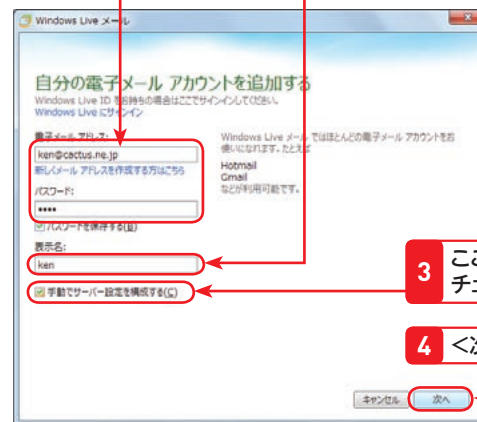 Windows Live メール
自分の電子メール アカウントを追加する
Windows Live ID をお持ちの場合はここでサインインしてください。
Windows Live にサインイン
電子メール アドレス:
ken@cactus.ne.jp
新しくメール アドレスを作成する方はこちら
パスワード:
••••
パスワードを保存する(B)
表示名:
ken
手動でサーバー設定を構成する(C)
Windows Live メール ではほとんどの電子メール アカウントをお
使いになれます。たとえば
Hotmail
Gmail
などが利用可能です。
3 ここ
チェ
4 <次
キャンセル 次へ